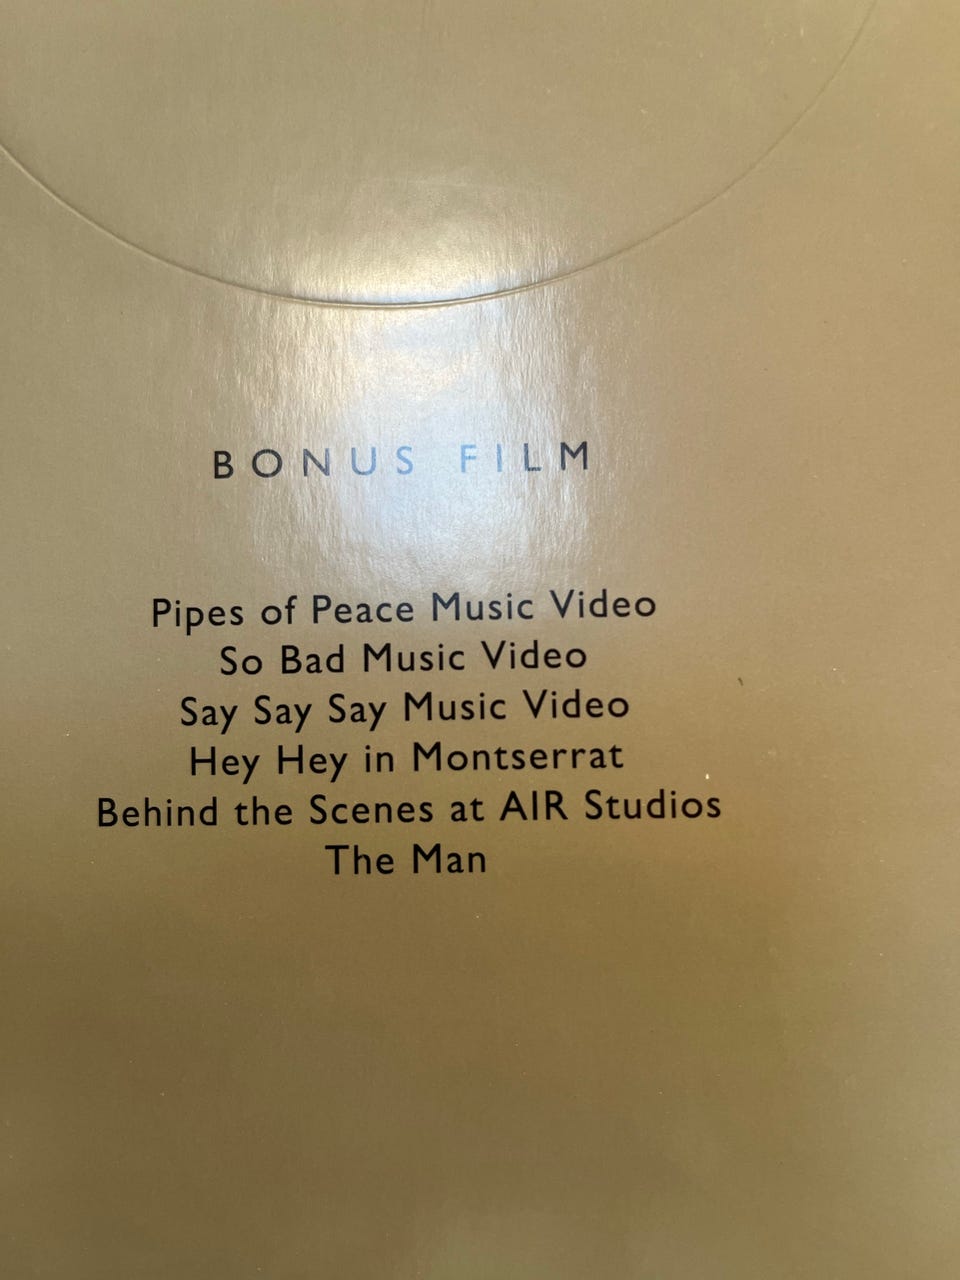 BONUS FILM
Pipes of Peace Music Video
So Bad Music Video
Say Say Say Music Video
Hey Hey in Montserrat
Behind the Scenes at AIR Studios
The Man